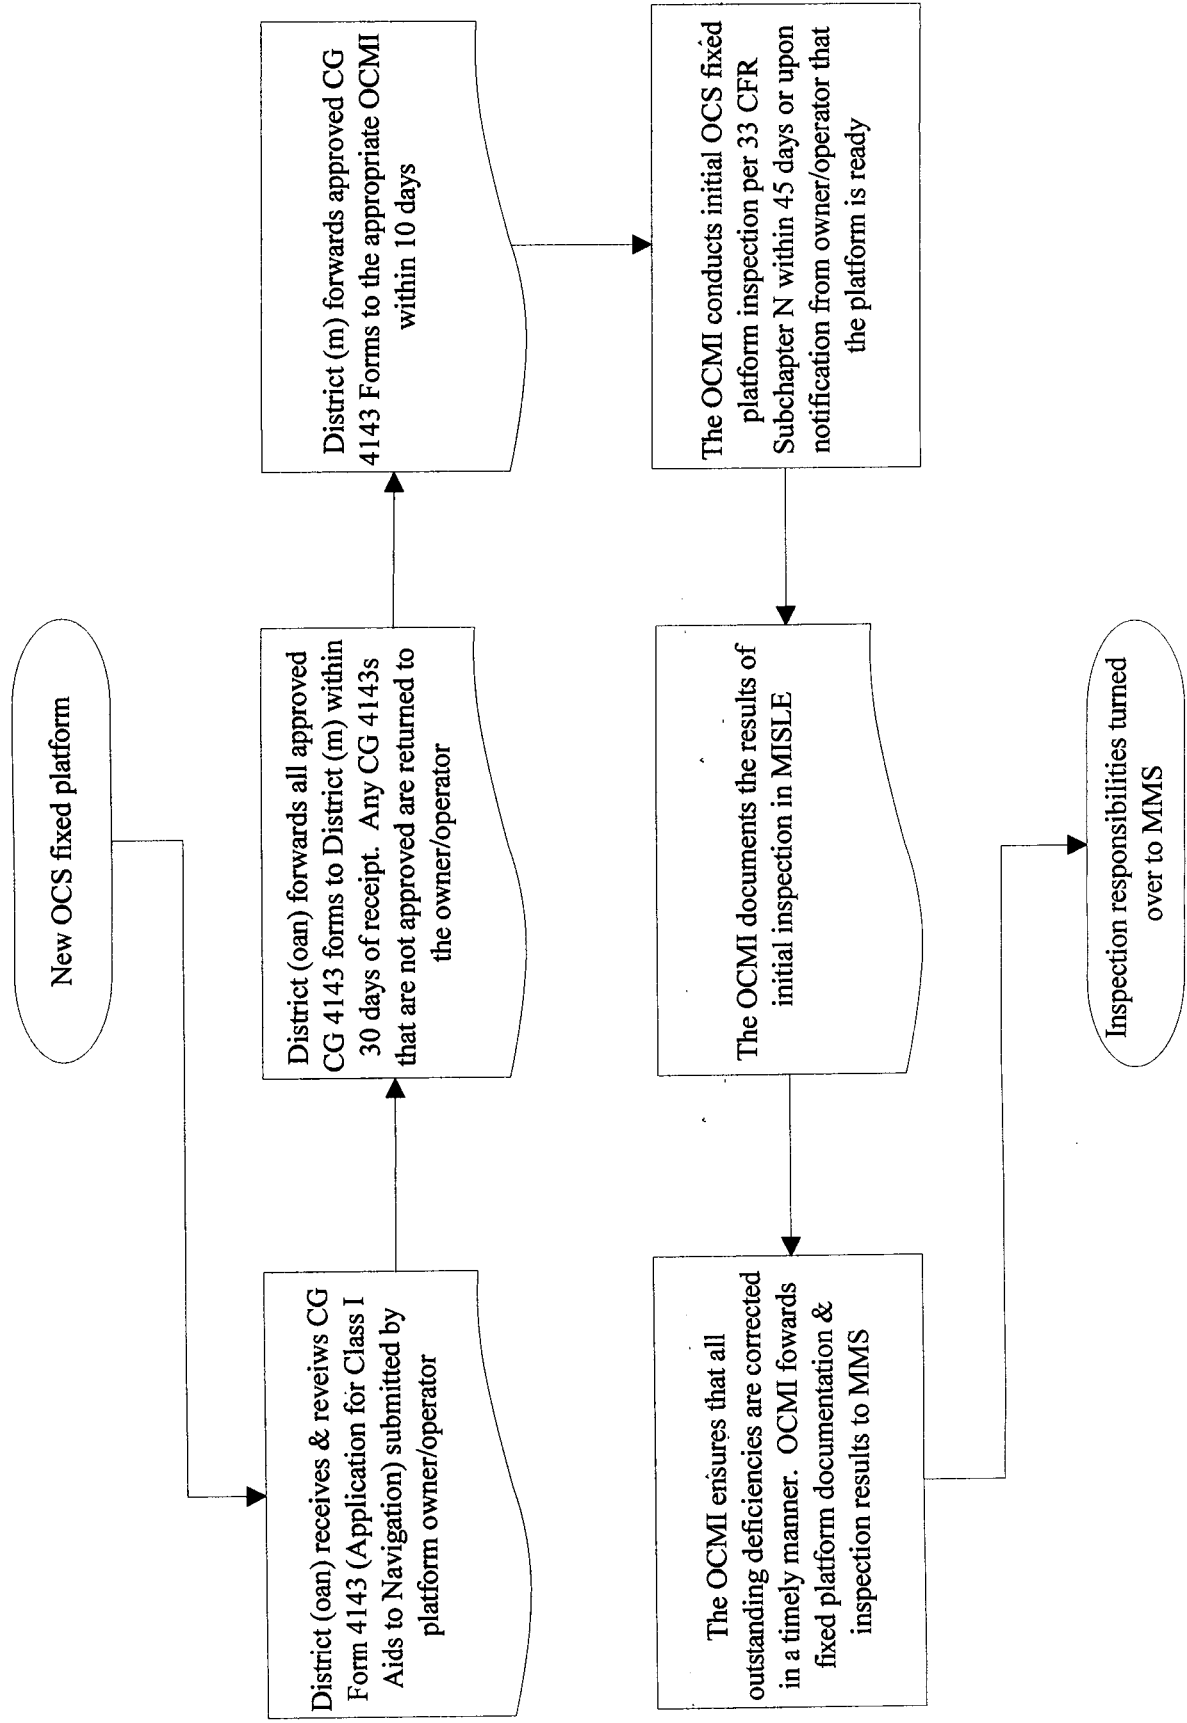 New OCS fixed platform
District (oan) receives & reveiws CG
Form 4143 (Application for Class I
Aids to Navigation) submitted by
platform owner/operator
District (oan) forwards all approved
CG 4143 forms to District (m) within
30 days of receipt. Any CG 4143s
that are not approved are returned to
the owner/operator
District (m) forwards approved CG
4143 Forms to the appropriate OCMI
within 10 days
The OCMI conducts initial OCS fixed
platform inspection per 33 CFR
Subchapter N within 45 days or upon
notification from owner/operator that
the platform is ready
The OCMI documents the results of
initial inspection in MISLE
The OCMI ensures that all
outstanding deficiencies are corrected
in a timely manner. OCMI fowards
fixed platform documentation &
inspection results to MMS
Inspection responsibilities turned
over to MMS